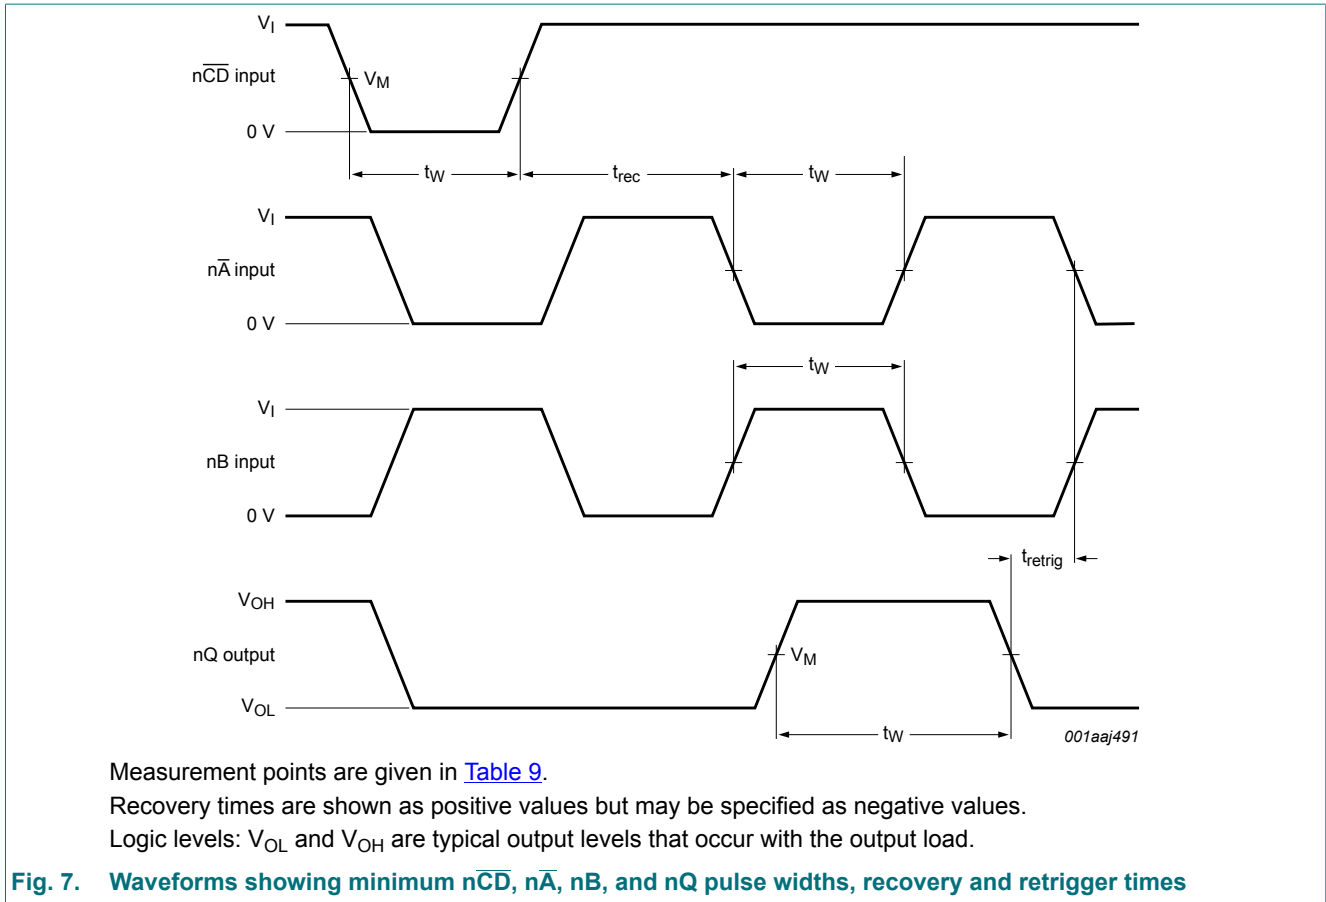 VI
nCD input
VM
0 V
tW
trec
tW
VI
nA input
0 V
tW
VI
nB input
0 V
tretrig
VOH
nQ output
VM
VOL
tW
001aaj491
Measurement points are given in Table 9.
Recovery times are shown as positive values but may be specified as negative values.
Logic levels: VOL and VOH are typical output levels that occur with the output load.
Fig. 7. Waveforms showing minimum nC̅D̅, nA̅, nB, and nQ pulse widths, recovery and retrigger times